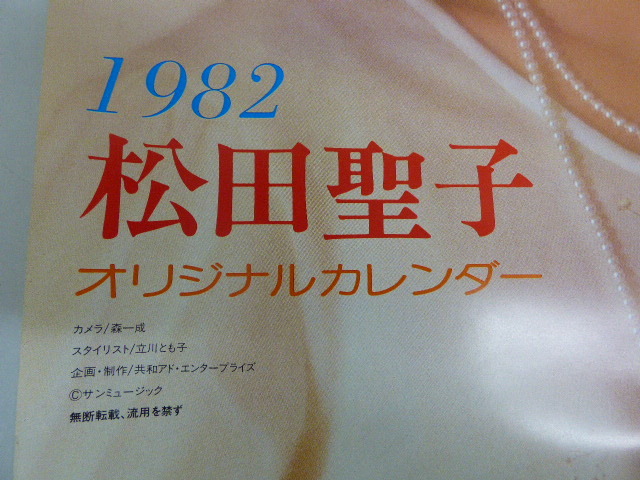 1982
松田聖子
オリジナルカレンダー
カメラ/森一成
スタイリスト/立川とも子
企画・制作/共和アド・エンタープライズ
©サンミュージック
無断転載、流用を禁ず